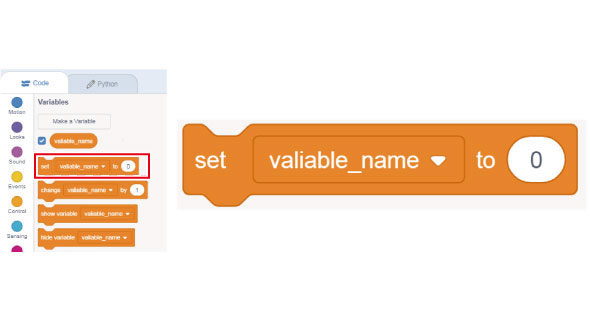 Code
Python
Motion
Looks
Sound
Events
Control
Sensing
Variables
Make a Variable
valiable_name
set valiable_name to 0
change valiable_name by 1
show variable valiable_name
hide variable valiable_name
set valiable_name to 0